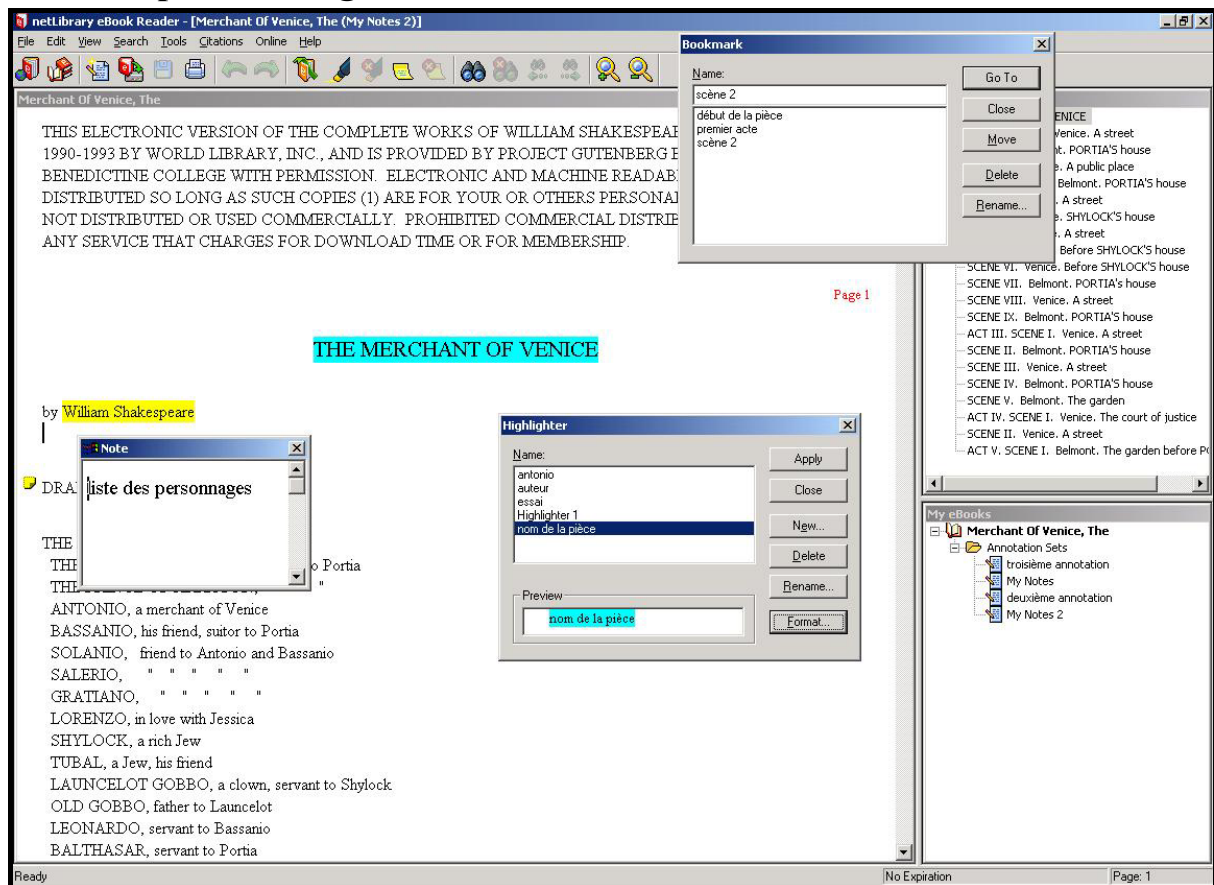 netLibrary eBook Reader - [Merchant Of Venice, The (My Notes 2)]
File Edit View Search Tools Citations Online Help
Merchant Of Venice, The
THIS ELECTRONIC VERSION OF THE COMPLETE WORKS OF WILLIAM
1990-1993 BY WORLD LIBRARY, INC., AND IS PROVIDED BY PROJECT GUTENBERG
BENEDICTINE COLLEGE WITH PERMISSION. ELECTRONIC AND MACHINE
DISTRIBUTED SO LONG AS SUCH COPIES (1) ARE FOR YOUR OR OTHERS
NOT DISTRIBUTED OR USED COMMERCIALLY. PROHIBITED COMMERCIAL
ANY SERVICE THAT CHARGES FOR DOWNLOAD TIME OR FOR MEMBERSHIP.
Page 1
THE MERCHANT OF VENICE
by William Shakespeare
DRA
THE
THE o Portia
THE "
ANTONIO, a merchant of Venice
BASSANIO, his friend, suitor to Portia
SOLANIO, friend to Antonio and Bassanio
SALERIO, " " " " "
GRATIANO, " " " " "
LORENZO, in love with Jessica
SHYLOCK, a rich Jew
TUBAL, a Jew, his friend
LAUNCELOT GOBBO, a clown, servant to Shylock
OLD GOBBO, father to Launcelot
LEONARDO, servant to Bassanio
BALTHASAR, servant to Portia
Note
liste des personnages
Bookmark
Name:
scène 2
début de la pièce
premier acte
scène 2
Go To
Close
Move
Delete
Rename...
Highlighter
Name:
antonio
auteur
essai
Highlighter 1
nom de la pièce
Preview
nom de la pièce
Apply
Close
New...
Delete
Rename...
Format...
ENICE
Venice. A street
PORTIA'S house
A public place
Belmont. PORTIA'S house
A street
SHYLOCK'S house
A street
Before SHYLOCK'S house
SCENE VI. Venice. Before SHYLOCK'S house
SCENE VII. Belmont. PORTIA'S house
SCENE VIII. Venice. A street
SCENE IX. Belmont. PORTIA'S house
ACT III. SCENE I. Venice. A street
SCENE II. Belmont. PORTIA'S house
SCENE III. Venice. A street
SCENE IV. Belmont. PORTIA'S house
SCENE V. Belmont. The garden
ACT IV. SCENE I. Venice. The court of justice
SCENE II. Venice. A street
ACT V. SCENE I. Belmont. The garden before
My eBooks
Merchant Of Venice, The
Annotation Sets
troisième annotation
My Notes
deuxième annotation
My Notes 2
Ready
No Expiration
Page: 1